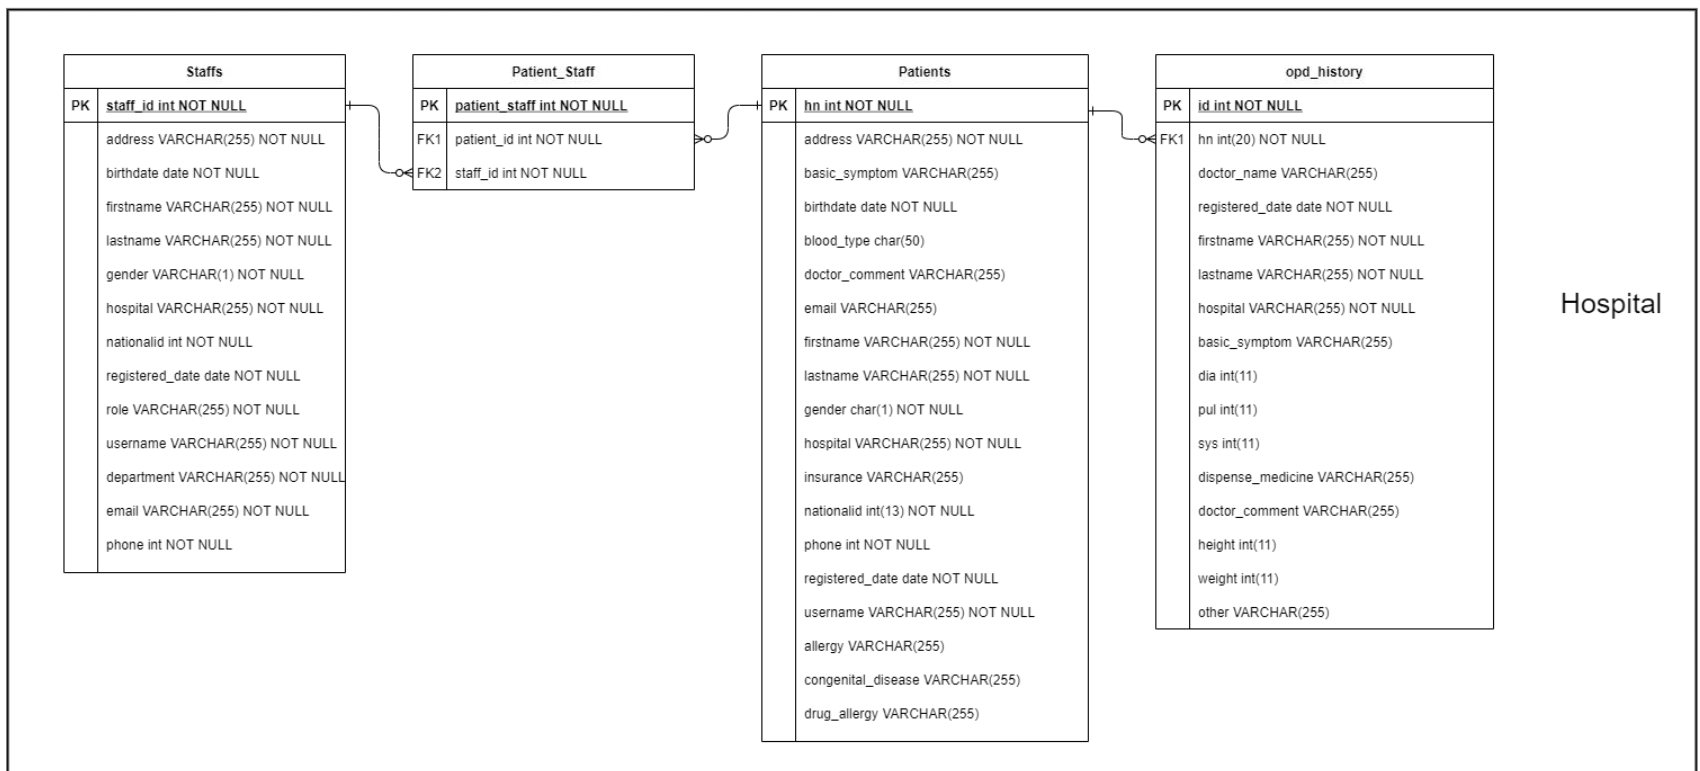 Staffs
PK staff_id int NOT NULL
address VARCHAR(255) NOT NULL
birthdate date NOT NULL
firstname VARCHAR(255) NOT NULL
lastname VARCHAR(255) NOT NULL
gender VARCHAR(1) NOT NULL
hospital VARCHAR(255) NOT NULL
nationalid int NOT NULL
registered_date date NOT NULL
role VARCHAR(255) NOT NULL
username VARCHAR(255) NOT NULL
department VARCHAR(255) NOT NULL
email VARCHAR(255) NOT NULL
phone int NOT NULL
Patient_Staff
PK patient_staff int NOT NULL
FK1 patient_id int NOT NULL
FK2 staff_id int NOT NULL
Patients
PK hn int NOT NULL
address VARCHAR(255) NOT NULL
basic_symptom VARCHAR(255)
birthdate date NOT NULL
blood_type char(50)
doctor_comment VARCHAR(255)
email VARCHAR(255)
firstname VARCHAR(255) NOT NULL
lastname VARCHAR(255) NOT NULL
gender char(1) NOT NULL
hospital VARCHAR(255) NOT NULL
insurance VARCHAR(255)
nationalid int(13) NOT NULL
phone int NOT NULL
registered_date date NOT NULL
username VARCHAR(255) NOT NULL
allergy VARCHAR(255)
congenital_disease VARCHAR(255)
drug_allergy VARCHAR(255)
opd_history
PK id int NOT NULL
FK1 hn int(20) NOT NULL
doctor_name VARCHAR(255)
registered_date date NOT NULL
firstname VARCHAR(255) NOT NULL
lastname VARCHAR(255) NOT NULL
hospital VARCHAR(255) NOT NULL
basic_symptom VARCHAR(255)
dia int(11)
pul int(11)
sys int(11)
dispense_medicine VARCHAR(255)
doctor_comment VARCHAR(255)
height int(11)
weight int(11)
other VARCHAR(255)
Hospital